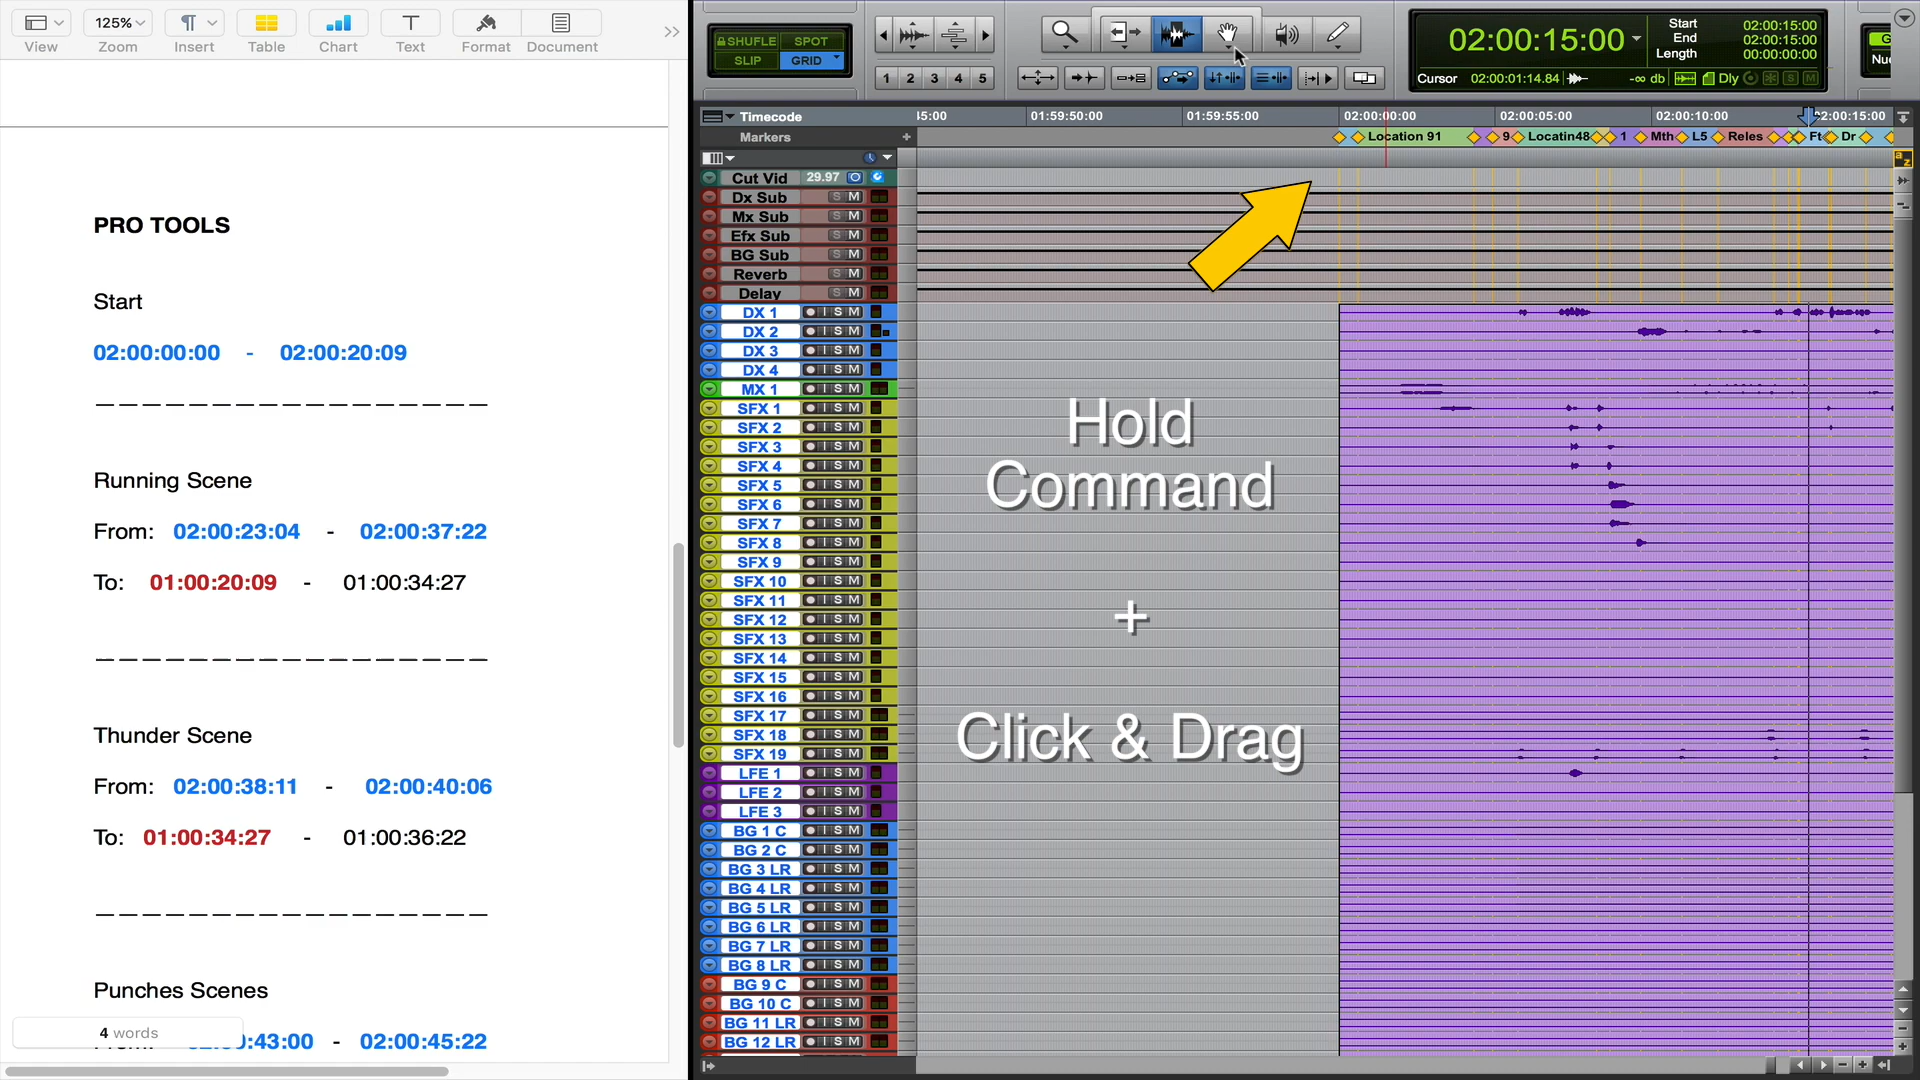 View
125%
Zoom
Insert
Table
Chart
Text
Format
Document
PRO TOOLS
Start
02:00:00:00 - 02:00:20:09
Running Scene
From: 02:00:23:04 - 02:00:37:22
To: 01:00:20:09 - 01:00:34:27
Thunder Scene
From: 02:00:38:11 - 02:00:40:06
To: 01:00:34:27 - 01:00:36:22
Punches Scenes
:43:00 - 02:00:45:22
4 words
SHUFLE SPOT
SLIP GRID
1 2 3 4 5
02:00:15:00
Start 02:00:15:00
End 02:00:15:00
Length 00:00:00:00
Cursor 02:00:01:14.84
-∞ db
Dly
Timecode
Markers
01:59:50:00 01:59:55:00 02:00:00:00 02:00:05:00 02:00:10:00 02:00:15:00
Location 91 9 Locatin48 1 Mth L5 Reles Ft Dr
Cut Vid 29.97
Dx Sub S M
Mx Sub S M
Efx Sub S M
BG Sub S M
Reverb S M
Delay S M
DX 1 I S M
DX 2 I S M
DX 3 I S M
DX 4 I S M
MX 1 I S M
SFX 1 I S M
SFX 2 I S M
SFX 3 I S M
SFX 4 I S M
SFX 5 I S M
SFX 6 I S M
SFX 7 I S M
SFX 8 I S M
SFX 9 I S M
SFX 10 I S M
SFX 11 I S M
SFX 12 I S M
SFX 13 I S M
SFX 14 I S M
SFX 15 I S M
SFX 16 I S M
SFX 17 I S M
SFX 18 I S M
SFX 19 I S M
LFE 1 I S M
LFE 2 I S M
LFE 3 I S M
BG 1 C I S M
BG 2 C I S M
BG 3 LR I S M
BG 4 LR I S M
BG 5 LR I S M
BG 6 LR I S M
BG 7 LR I S M
BG 8 LR I S M
BG 9 C I S M
BG 10 C I S M
BG 11 LR I S M
BG 12 LR I S M
Hold
Command
+
Click & Drag